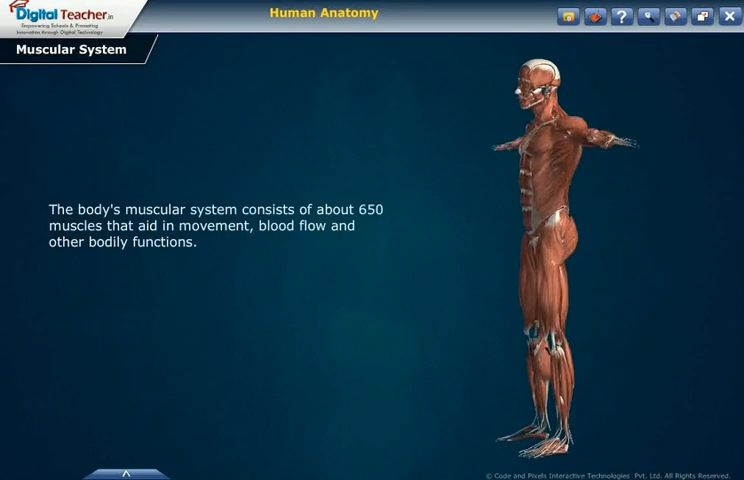 Digital Teacher.in
Empowering Schools & Promoting
Innovation through Digital Technology
Human Anatomy
?
Muscular System
The body's muscular system consists of about 650
muscles that aid in movement, blood flow and
other bodily functions.
© Code and Pixels Interactive Technologies Pvt. Ltd. All Rights Reserved.